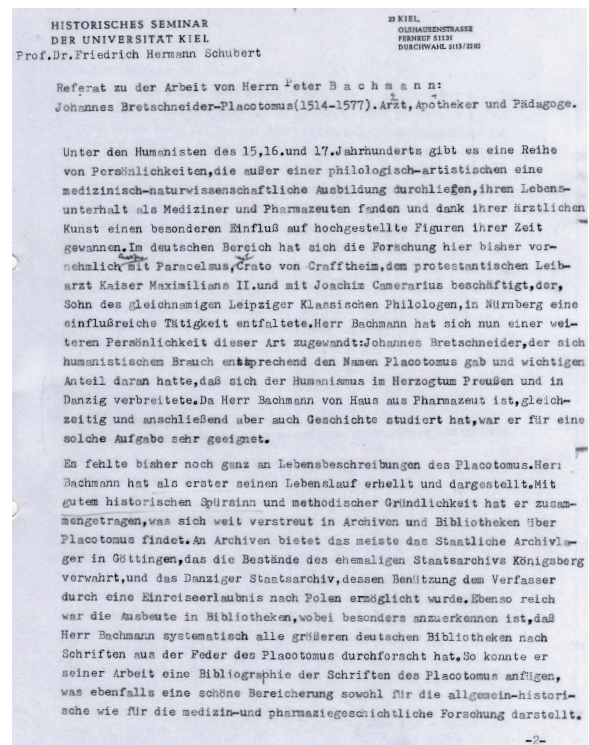 HISTORISCHES SEMINAR
DER UNIVERSITÄT KIEL
Prof.Dr.Friedrich Hermann Schubert
23 KIEL,
OLSHAUSENSTRASSE
FERNRUF 51131
DURCHWAHL 5113/2202
Referat zu der Arbeit von Herrn Peter B a c h m a n n:
Johannes Bretschneider-Placotomus(1514-1577).Arzt,Apotheker und Pädagoge.
Unter den Humanisten des 15,16.und 17.Jahrhunderts gibt es eine Reihe
von Persönlichkeiten,die außer einer philologisch-artistischen eine
medizinisch-naturwissenschaftliche Ausbildung durchliefen,ihren Lebens-
unterhalt als Mediziner und Pharmazeuten fanden und dank ihrer ärztlichen
Kunst einen besonderen Einfluß auf hochgestellte Figuren ihrer Zeit
gewannen.Im deutschen Bereich hat sich die Forschung hier bisher vor-
nehmlich mit Paracelsus,Crato von Crafftheim,dem protestantischen Leib-
arzt Kaiser Maximilians II.und mit Joachim Camerarius beschäftigt,der,
Sohn des gleichnamigen Leipziger Klassischen Philologen,in Nürnberg eine
einflußreiche Tätigkeit entfaltete.Herr Bachmann hat sich nun einer wei-
teren Persönlichkeit dieser Art zugewandt:Johannes Bretschneider,der sich
humanistischem Brauch entsprechend den Namen Placotomus gab und wichtigen
Anteil daran hatte,daß sich der Humanismus im Herzogtum Preußen und in
Danzig verbreitete.Da Herr Bachmann von Haus aus Pharmazeut ist,gleich-
zeitig und anschließend aber auch Geschichte studiert hat,war er für eine
solche Aufgabe sehr geeignet.
Es fehlte bisher noch ganz an Lebensbeschreibungen des Placotomus.Herr
Bachmann hat als erster seinen Lebenslauf erhellt und dargestellt.Mit
gutem historischen Spürsinn und methodischer Gründlichkeit hat er zusam-
mengetragen,was sich weit verstreut in Archiven und Bibliotheken über
Placotomus findet.An Archiven bietet das meiste das Staatliche Archivla-
ger in Göttingen,das die Bestände des ehemaligen Staatsarchivs Königsberg
verwahrt,und das Danziger Staatsarchiv,dessen Benützung dem Verfasser
durch eine Einreiseerlaubnis nach Polen ermöglicht wurde.Ebenso reich
war die Ausbeute in Bibliotheken,wobei besonders anzuerkennen ist,daß
Herr Bachmann systematisch alle größeren deutschen Bibliotheken nach
Schriften aus der Feder des Placotomus durchforscht hat.So konnte er
seiner Arbeit eine Bibliographie der Schriften des Placotomus anfügen,
was ebenfalls eine schöne Bereicherung sowohl für die allgemein-histori-
sche wie für die medizin-und pharmaziegeschichtliche Forschung darstellt.
-2-